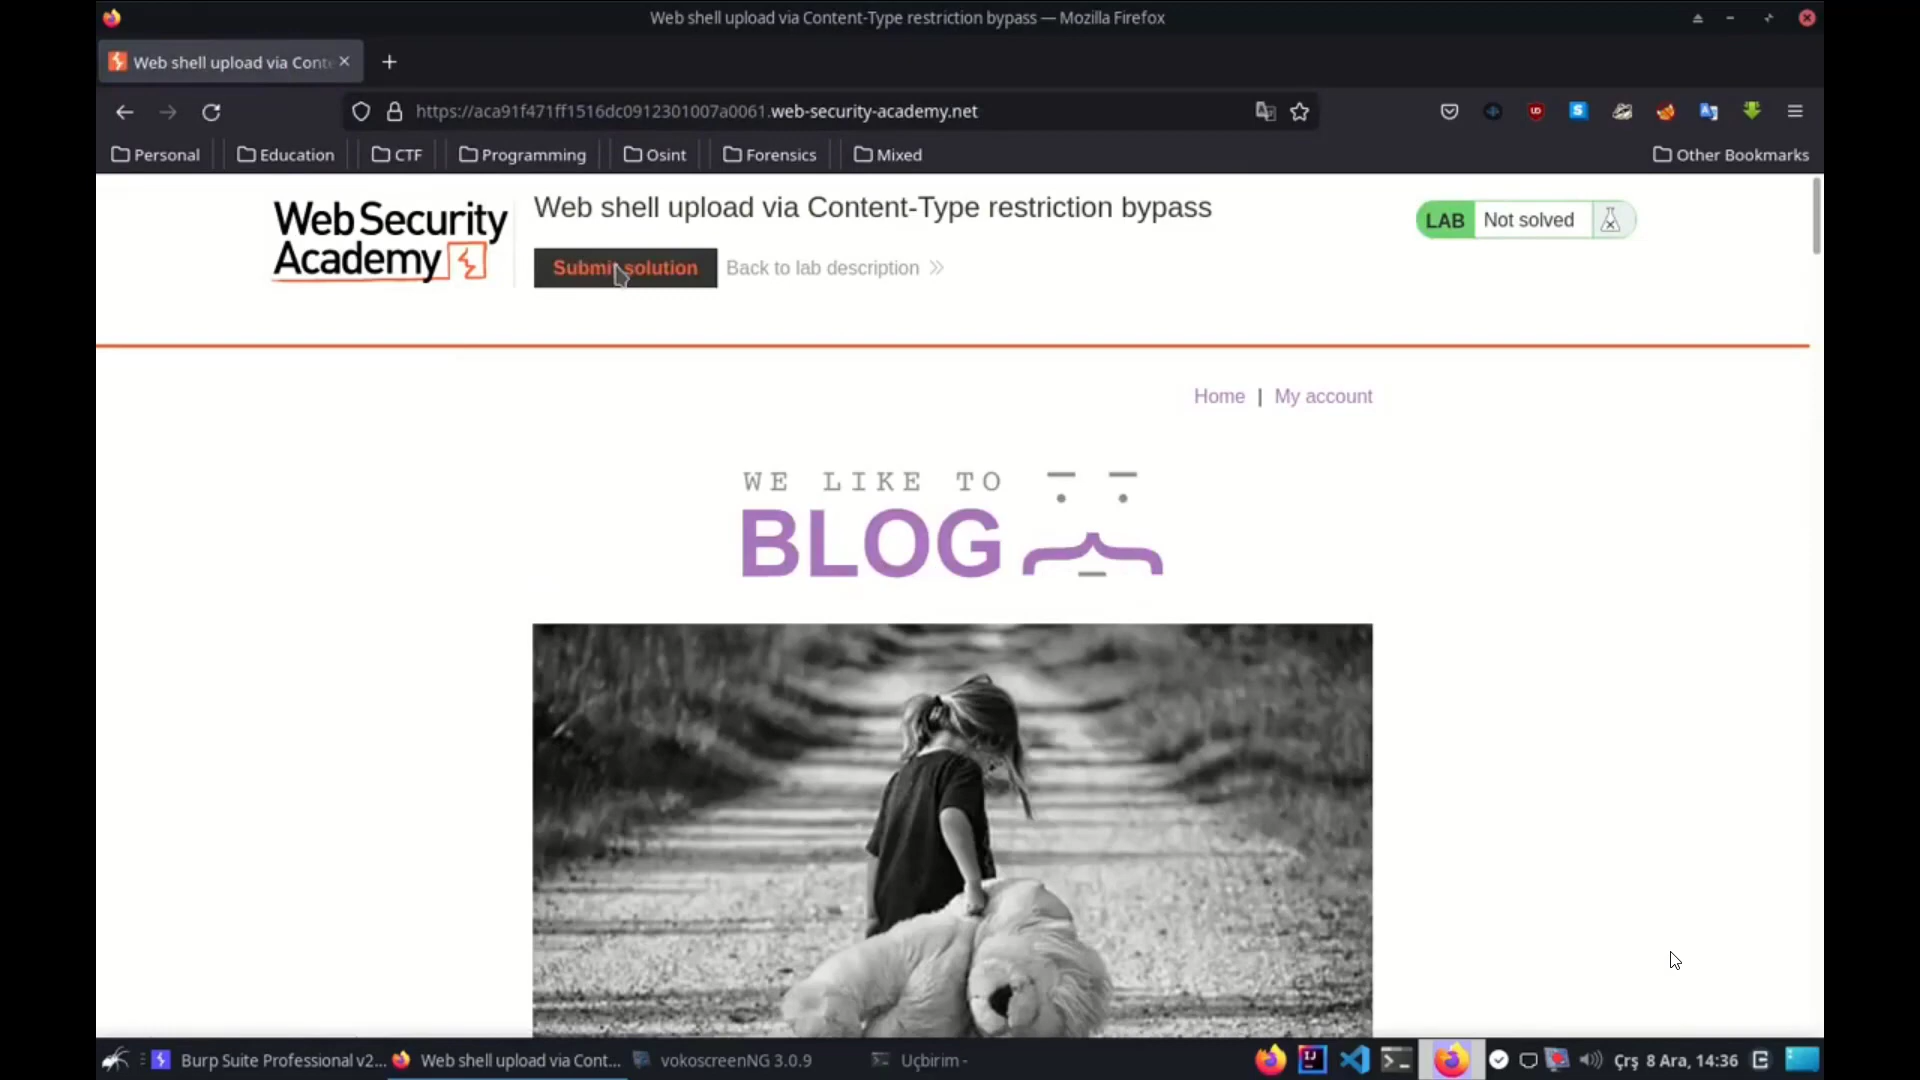 Web shell upload via Content-Type restriction bypass — Mozilla Firefox
Web shell upload via Cont
https://aca91f471ff1516dc0912301007a0061.web-security-academy.net
Personal Education CTF Programming Osint Forensics Mixed Other Bookmarks
WebSecurity
Academy
Web shell upload via Content-Type restriction bypass
LAB Not solved
Submit solution Back to lab description
Home | My account
WE LIKE TO
BLOG
Burp Suite Professional v2... Web shell upload via Cont... vokoscreenNG 3.0.9 Uçbirim - Çrş 8 Ara, 14:36